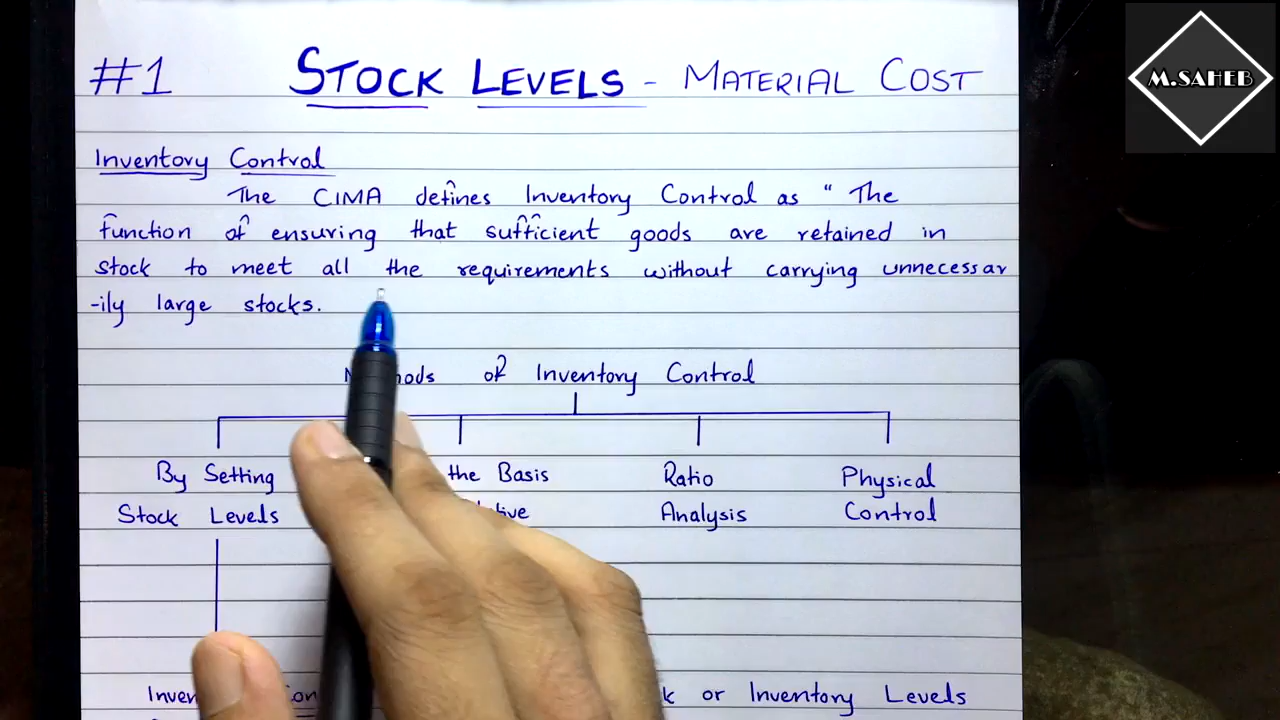 #1 STOCK LEVELS - MATERIAL COST
M.SAHEB
Inventory Control
The CIMA defines Inventory Control as " The
function of ensuring that sufficient goods are retained in
stock to meet all the requirements without carrying unnecessar
-ily large stocks.
of Inventory Control
By Setting the Basis Ratio Physical
Stock Levels Analysis Control
or Inventory Levels